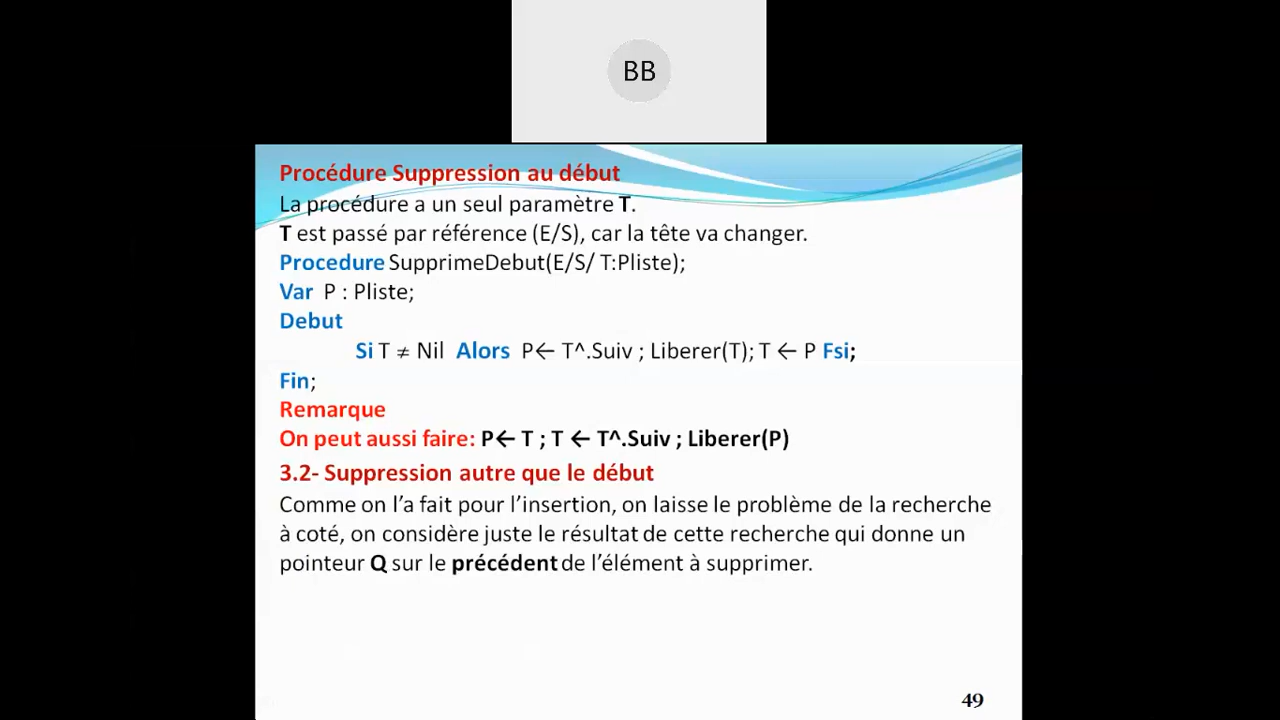 BB
Procédure Suppression au début
La procédure a un seul paramètre T.
T est passé par référence (E/S), car la tête va changer.
Procedure SupprimeDebut(E/S/ T:Pliste);
Var P : Pliste;
Debut
Si T ≠ Nil Alors P← T^.Suiv ; Liberer(T); T ← P Fsi;
Fin;
Remarque
On peut aussi faire: P← T ; T ← T^.Suiv ; Liberer(P)
3.2- Suppression autre que le début
Comme on l’a fait pour l’insertion, on laisse le problème de la recherche
à coté, on considère juste le résultat de cette recherche qui donne un
pointeur Q sur le précédent de l’élément à supprimer.
49